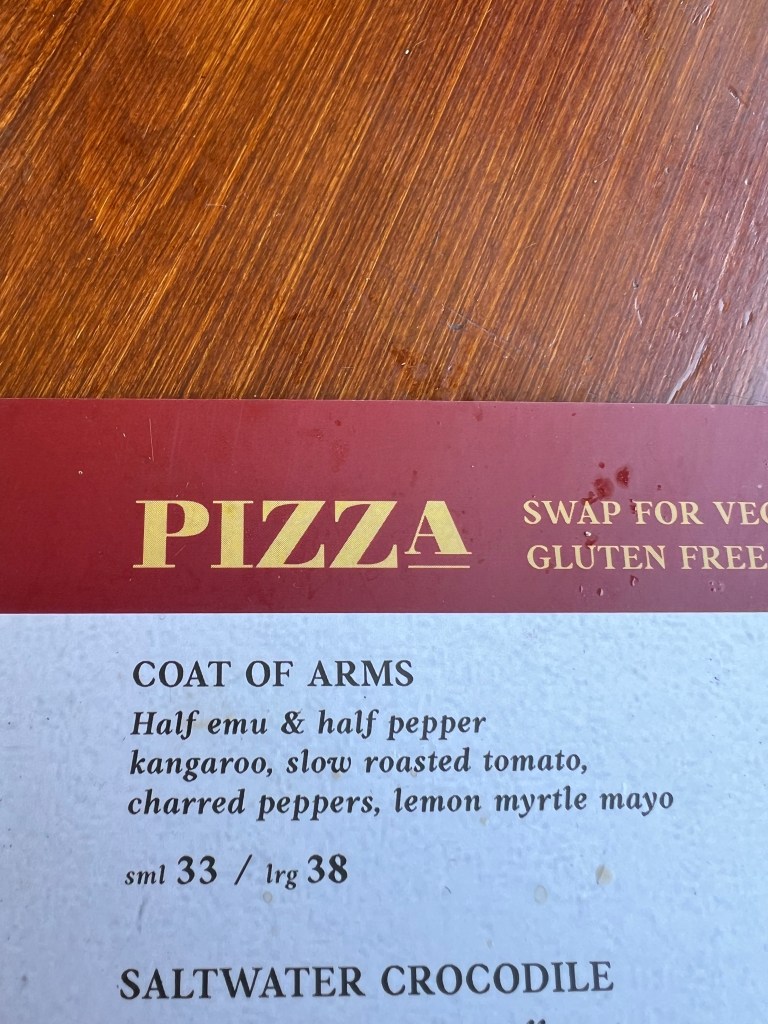 PIZZA
SWAP FOR
GLUTEN FREE
COAT OF ARMS
Half emu & half pepper
kangaroo, slow roasted tomato,
charred peppers, lemon myrtle mayo
sml 33 / lrg 38
SALTWATER CROCODILE